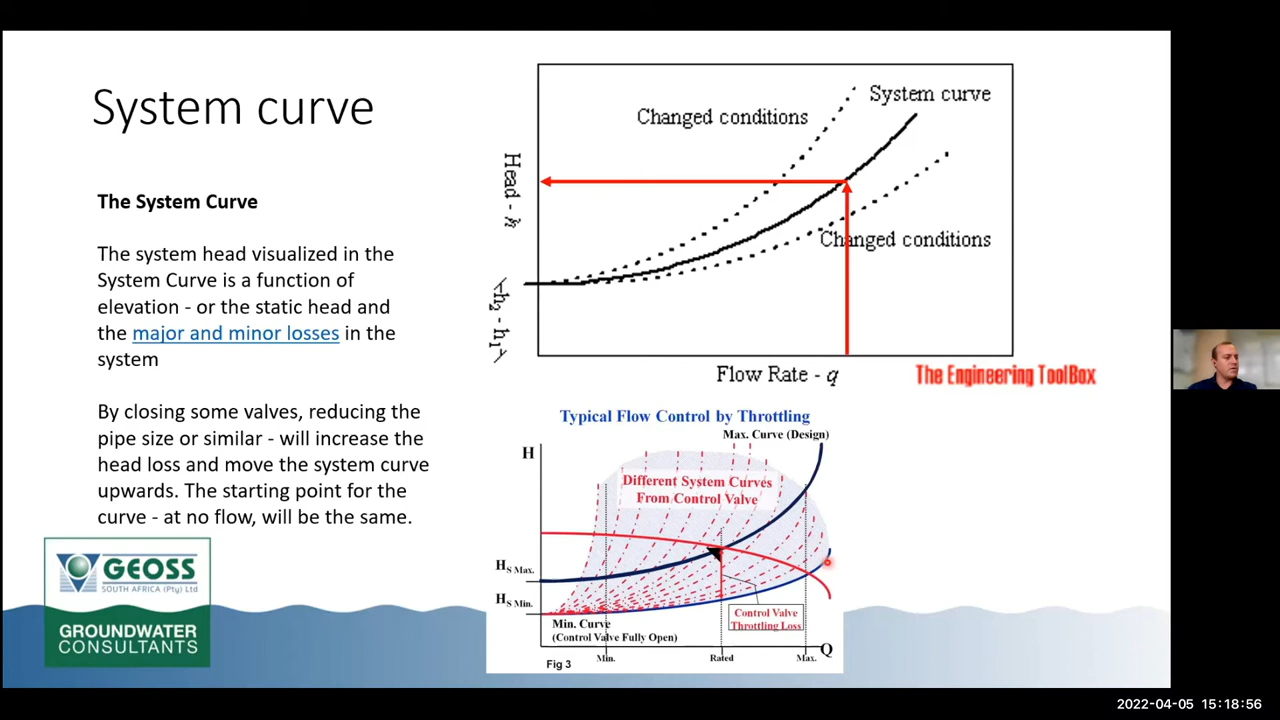 System curve
The System Curve
The system head visualized in the
System Curve is a function of
elevation - or the static head and
the major and minor losses in the
system
By closing some valves, reducing the
pipe size or similar - will increase the
head loss and move the system curve
upwards. The starting point for the
curve - at no flow, will be the same.
GEOSS
SOUTH AFRICA (Pty) Ltd
GROUNDWATER
CONSULTANTS
Changed conditions
System curve
Head - h
Changed conditions
h2 - h1
Flow Rate - q
The Engineering ToolBox
Typical Flow Control by Throttling
Max. Curve (Design)
H
Different System Curves
From Control Valve
HS Max.
HS Min.
Control Valve
Throttling Loss
Min. Curve
(Control Valve Fully Open)
Q
Min.
Rated
Max.
Fig 3
2022-04-05 15:18:56